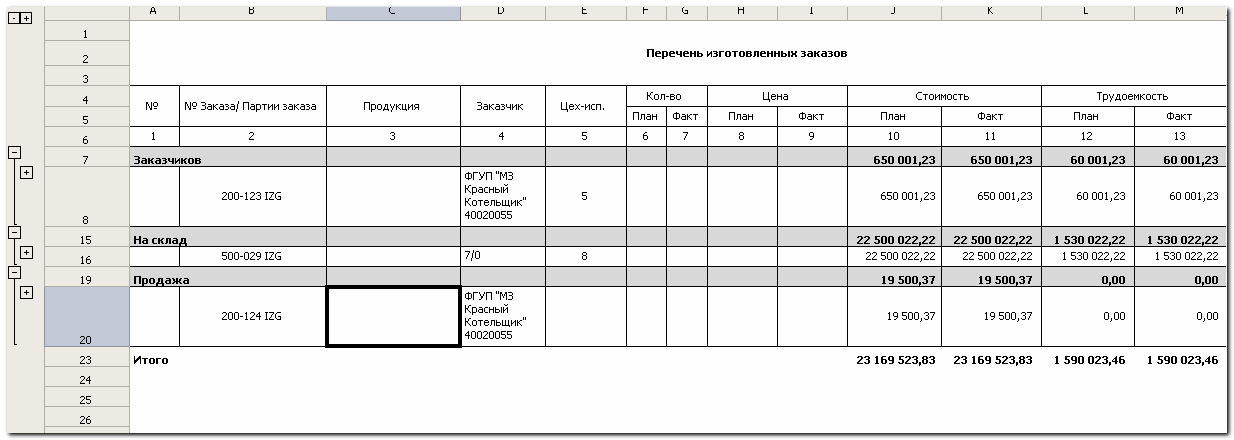 - +
A B C D E F G H I J K L M
1
2 Перечень изготовленных заказов
3
4 № № Заказа/ Партии заказа Продукция Заказчик Цех-исп. Кол-во Цена Стоимость Трудоемкость
5 План Факт План Факт План Факт План Факт
6 1 2 3 4 5 6 7 8 9 10 11 12 13
7 Заказчиков 650 001,23 650 001,23 60 001,23 60 001,23
8 200-123 IZG ФГУП "МЗ Красный Котельщик" 40020055 5 650 001,23 650 001,23 60 001,23 60 001,23
15 На склад 22 500 022,22 22 500 022,22 1 530 022,22 1 530 022,22
16 500-029 IZG 7/0 8 22 500 022,22 22 500 022,22 1 530 022,22 1 530 022,22
19 Продажа 19 500,37 19 500,37 0,00 0,00
20 200-124 IZG ФГУП "МЗ Красный Котельщик" 40020055 19 500,37 19 500,37 0,00 0,00
23 Итого 23 169 523,83 23 169 523,83 1 590 023,46 1 590 023,46
24
25
26